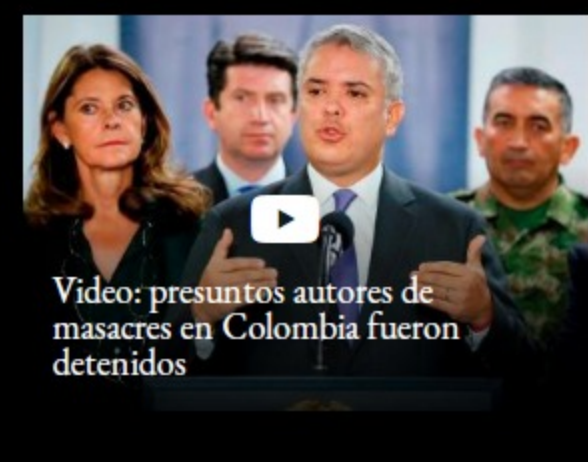 Video: presuntos autores de
masacres en Colombia fueron
detenidos